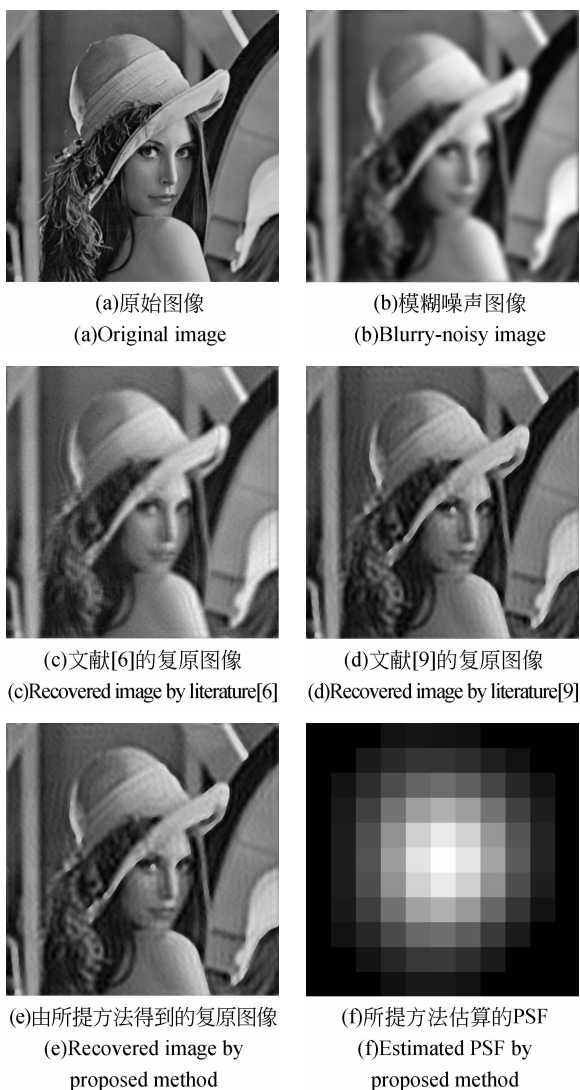 (a)原始图像
(a)Original image
(b)模糊噪声图像
(b)Blurry-noisy image
(c)文献[6]的复原图像
(c)Recovered image by literature[6]
(d)文献[9]的复原图像
(d)Recovered image by literature[9]
(e)由所提方法得到的复原图像
(e)Recovered image by
proposed method
(f)所提方法估算的PSF
(f)Estimated PSF by
proposed method